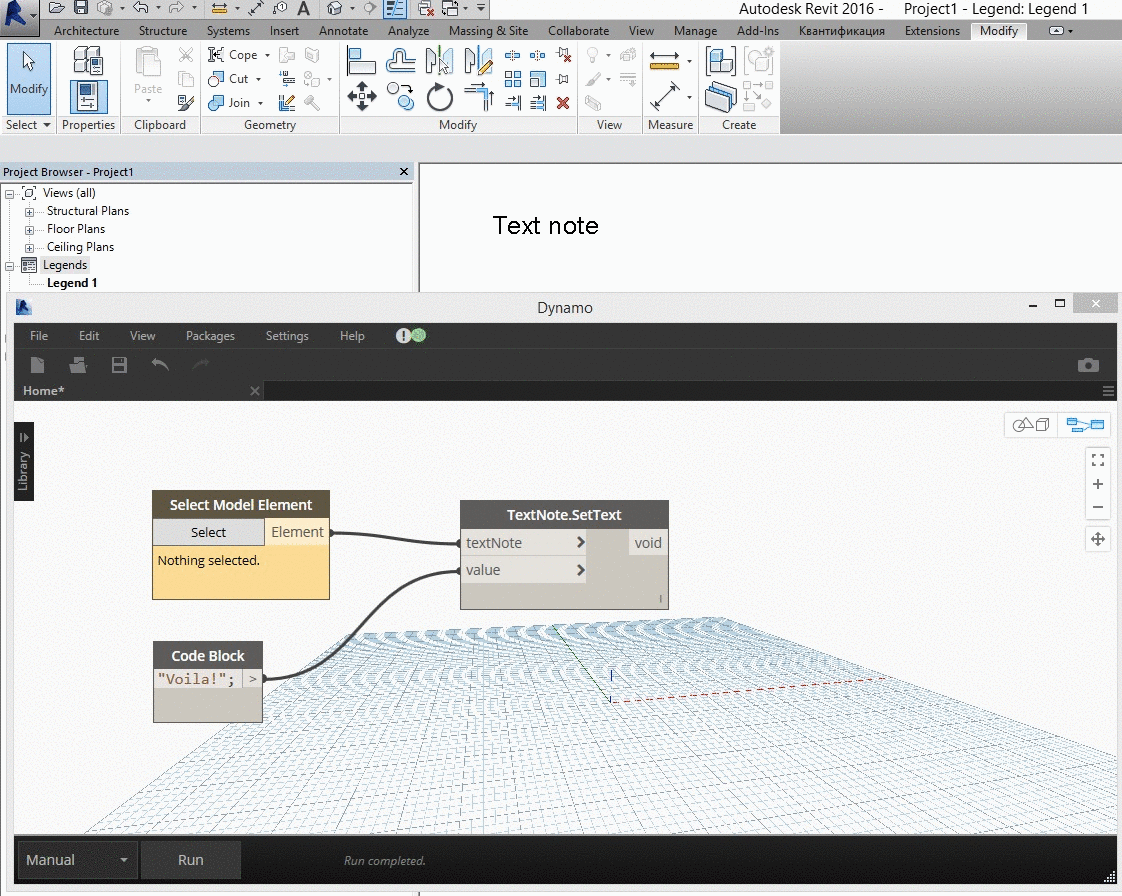 Autodesk Revit 2016 - Project1 - Legend: Legend 1
Architecture Structure Systems Insert Annotate Analyze Massing & Site Collaborate View Manage Add-Ins Квантификация Extensions Modify
Modify Paste Cope
Cut
Join
Select Properties Clipboard Geometry Modify View Measure Create
Project Browser - Project1
Views (all)
Structural Plans
Floor Plans
Ceiling Plans
Legends
Legend 1
Text note
Dynamo
File Edit View Packages Settings Help
Home*
Library
Select Model Element
Select Element
Nothing selected.
TextNote.SetText
textNote > void
value >
l
Code Block
"Voila!"; >
Manual Run Run completed.